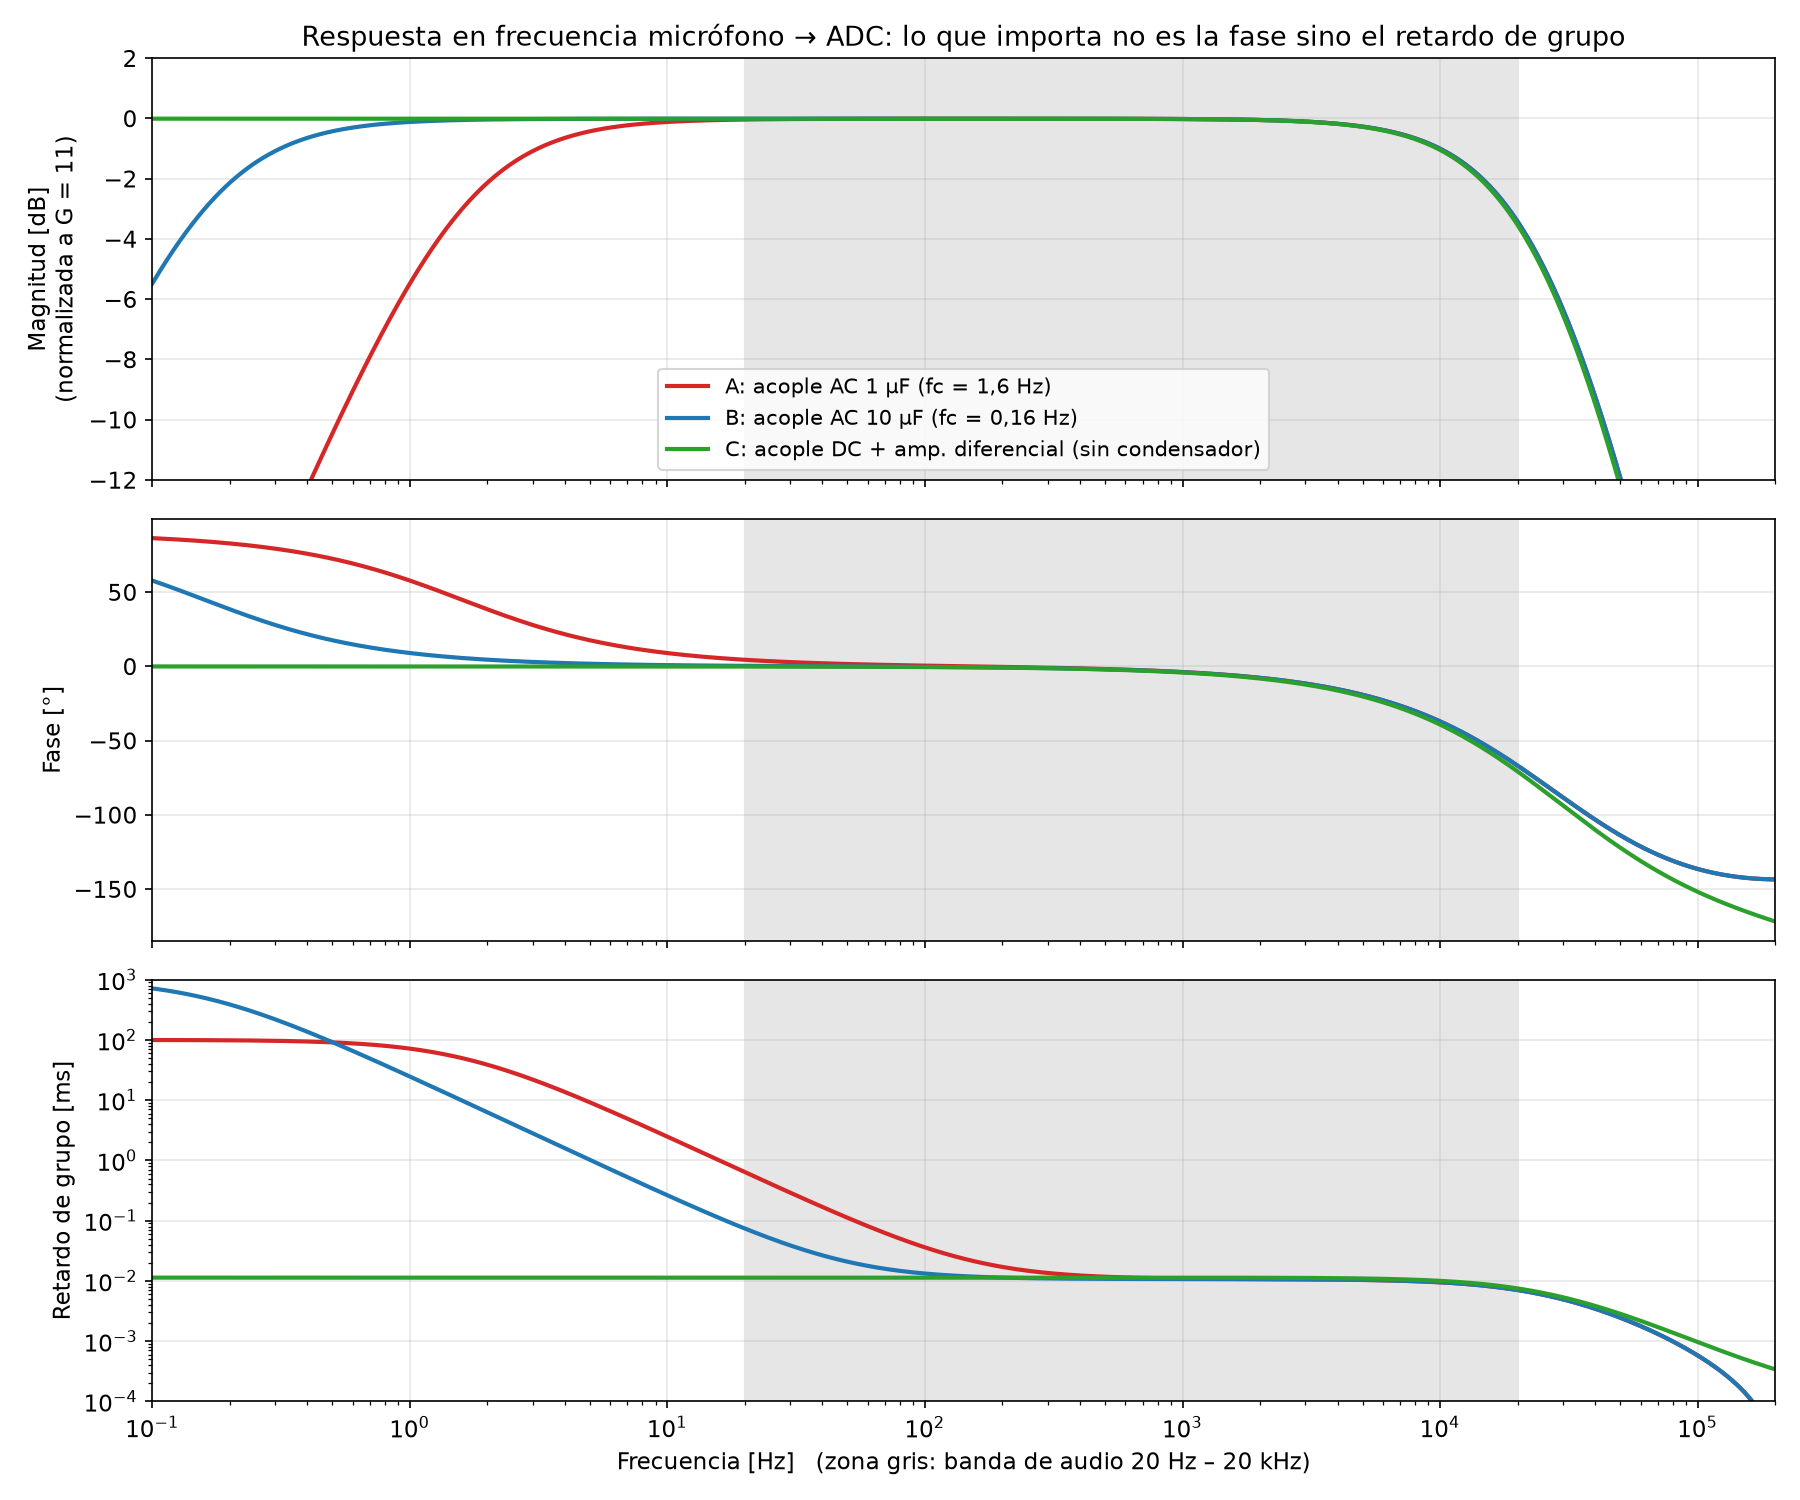 Respuesta en frecuencia micrófono → ADC: lo que importa no es la fase sino el retardo de grupo
Magnitud [dB]
(normalizada a G = 11)
2
0
−2
−4
−6
−8
−10
−12
A: acople AC 1 µF (fc = 1,6 Hz)
B: acople AC 10 µF (fc = 0,16 Hz)
C: acople DC + amp. diferencial (sin condensador)
Fase [°]
50
0
−50
−100
−150
Retardo de grupo [ms]
10³
10²
10¹
10⁰
10⁻¹
10⁻²
10⁻³
10⁻⁴
10⁻¹ 10⁰ 10¹ 10² 10³ 10⁴ 10⁵
Frecuencia [Hz] (zona gris: banda de audio 20 Hz – 20 kHz)